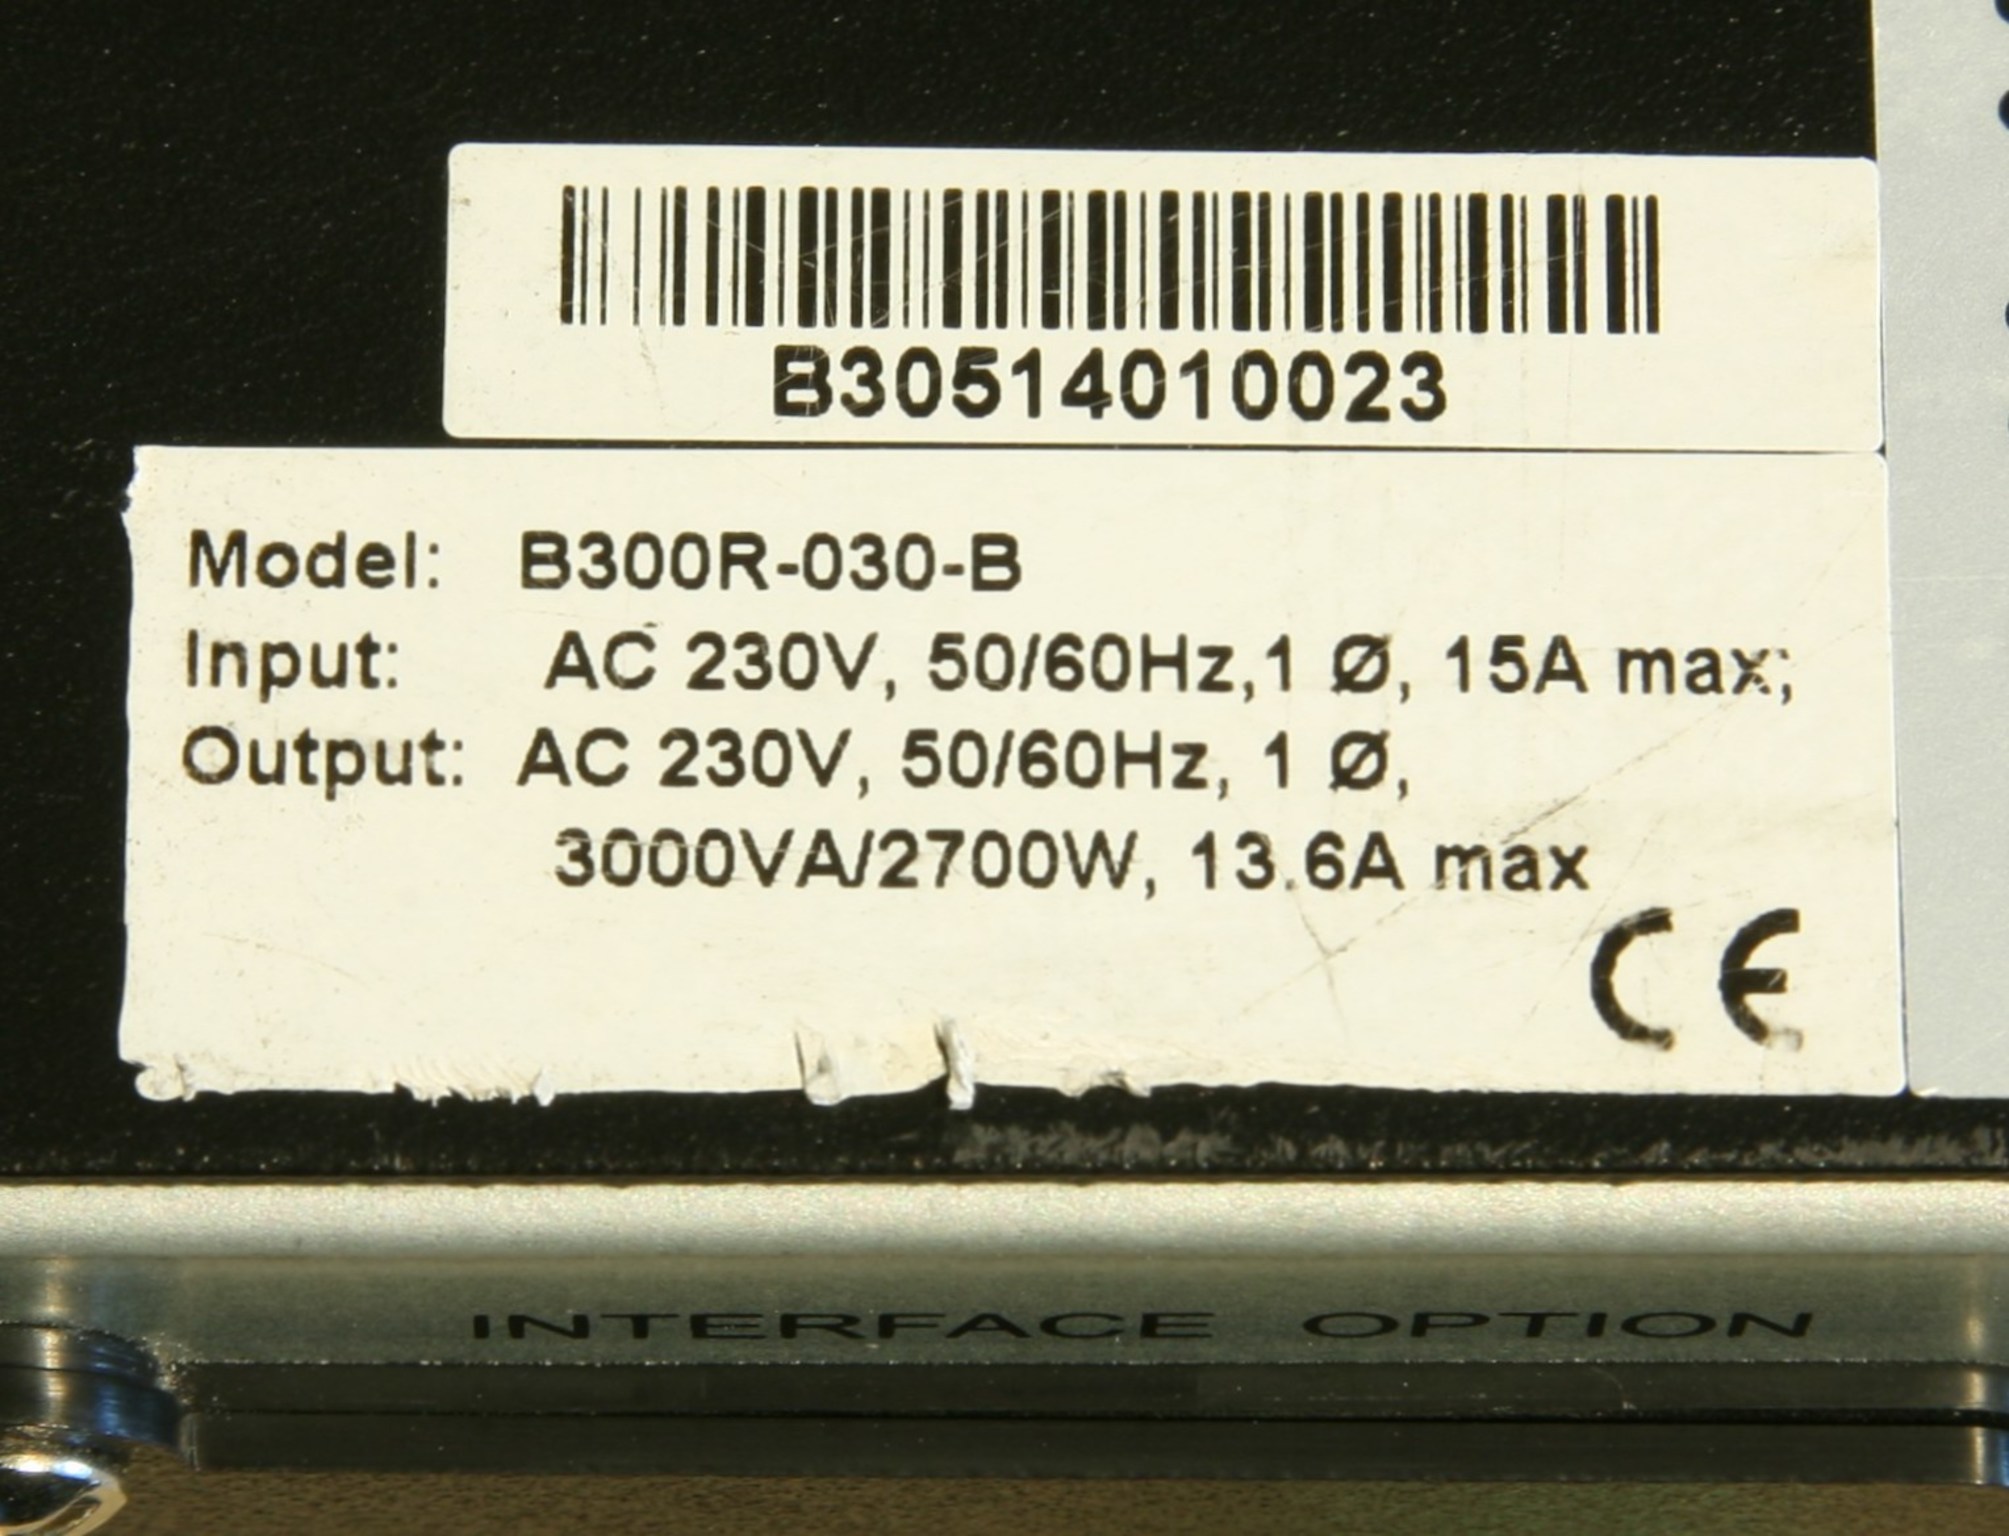 B30514010023
Model: B300R-030-B
Input: AC 230V, 50/60Hz,1 Ø, 15A max;
Output: AC 230V, 50/60Hz, 1 Ø,
3000VA/2700W, 13.6A max
CE
INTERFACE OPTION